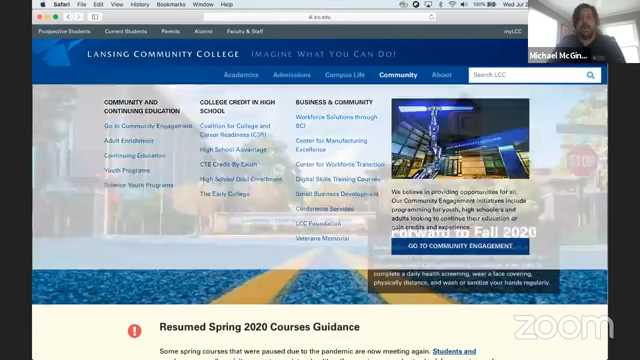 Safari File Edit View History Bookmarks Window Help
100%
Wed Jul 2
lcc.edu
Prospective Students Current Students Parents Alumni Faculty & Staff
myLCC
LANSING COMMUNITY COLLEGE IMAGINE WHAT YOU CAN DO!
Michael McGin...
Academics Admissions Campus Life Community About
Search LCC
COMMUNITY AND
CONTINUING EDUCATION
Go to Community Engagement
Adult Enrichment
Continuing Education
Youth Programs
Science Youth Programs
COLLEGE CREDIT IN HIGH
SCHOOL
Coalition for College and
Career Readiness (C3R)
High School Advantage
CTE Credit By Exam
High School Dual Enrollment
The Early College
BUSINESS & COMMUNITY
Workforce Solutions through
BCI
Center for Manufacturing
Excellence
Center for Workforce Transition
Digital Skills Training Courses
Small Business Development
Conference Services
LCC Foundation
Veterans Memorial
We believe in providing opportunities for all.
Our Community Engagement initiatives include
programming for youth, high schoolers and
adults looking to continue their education or
gain credits and experience.
Forward to Fall 2020
GO TO COMMUNITY ENGAGEMENT
STOP
complete a daily health screening, wear a face covering,
physically distance, and wash or sanitize your hands regularly.
Resumed Spring 2020 Courses Guidance
Some spring courses that were paused due to the pandemic are now meeting again. Students and
zoom